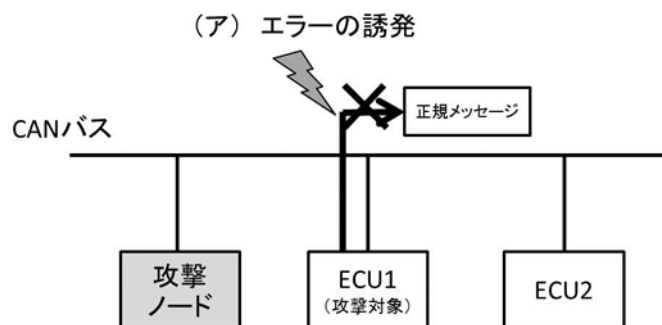 (ア) エラーの誘発
正規メッセージ
CANバス
攻撃
ノード
ECU1
(攻撃対象)
ECU2